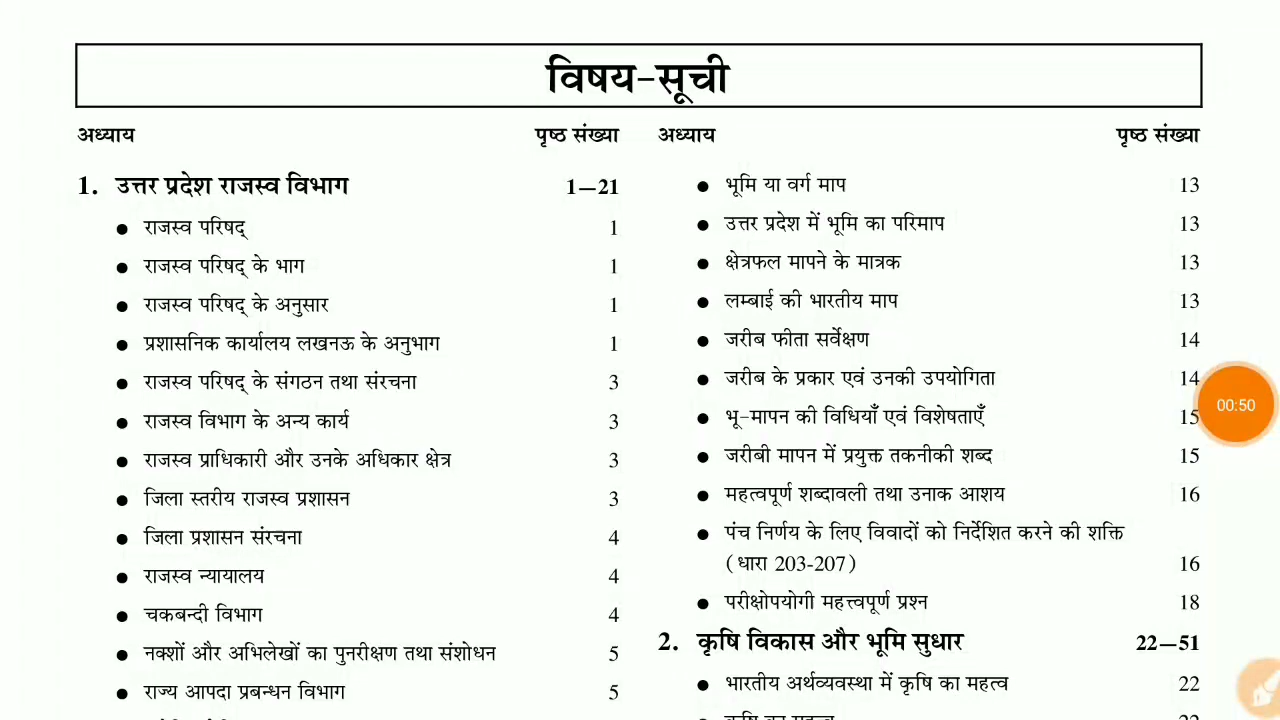 विषय-सूची
अध्याय पृष्ठ संख्या
1. उत्तर प्रदेश राजस्व विभाग 1—21
● राजस्व परिषद् 1
● राजस्व परिषद् के भाग 1
● राजस्व परिषद् के अनुसार 1
● प्रशासनिक कार्यालय लखनऊ के अनुभाग 1
● राजस्व परिषद् के संगठन तथा संरचना 3
● राजस्व विभाग के अन्य कार्य 3
● राजस्व प्राधिकारी और उनके अधिकार क्षेत्र 3
● जिला स्तरीय राजस्व प्रशासन 3
● जिला प्रशासन संरचना 4
● राजस्व न्यायालय 4
● चकबन्दी विभाग 4
● नक्शों और अभिलेखों का पुनरीक्षण तथा संशोधन 5
● राज्य आपदा प्रबन्धन विभाग 5
अध्याय पृष्ठ संख्या
● भूमि या वर्ग माप 13
● उत्तर प्रदेश में भूमि का परिमाप 13
● क्षेत्रफल मापने के मात्रक 13
● लम्बाई की भारतीय माप 13
● जरीब फीता सर्वेक्षण 14
● जरीब के प्रकार एवं उनकी उपयोगिता 14
● भू-मापन की विधियाँ एवं विशेषताएँ 15
● जरीबी मापन में प्रयुक्त तकनीकी शब्द 15
● महत्वपूर्ण शब्दावली तथा उनाक आशय 16
● पंच निर्णय के लिए विवादों को निर्देशित करने की शक्ति
(धारा 203-207) 16
● परीक्षोपयोगी महत्त्वपूर्ण प्रश्न 18
2. कृषि विकास और भूमि सुधार 22—51
● भारतीय अर्थव्यवस्था में कृषि का महत्व 22
00:50